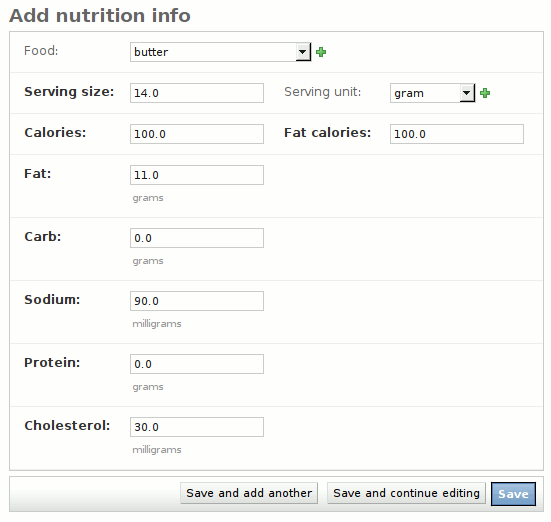 Add nutrition info
Food: butter
Serving size: 14.0 Serving unit: gram
Calories: 100.0 Fat calories: 100.0
Fat: 11.0
grams
Carb: 0.0
grams
Sodium: 90.0
milligrams
Protein: 0.0
grams
Cholesterol: 30.0
milligrams
Save and add another Save and continue editing Save